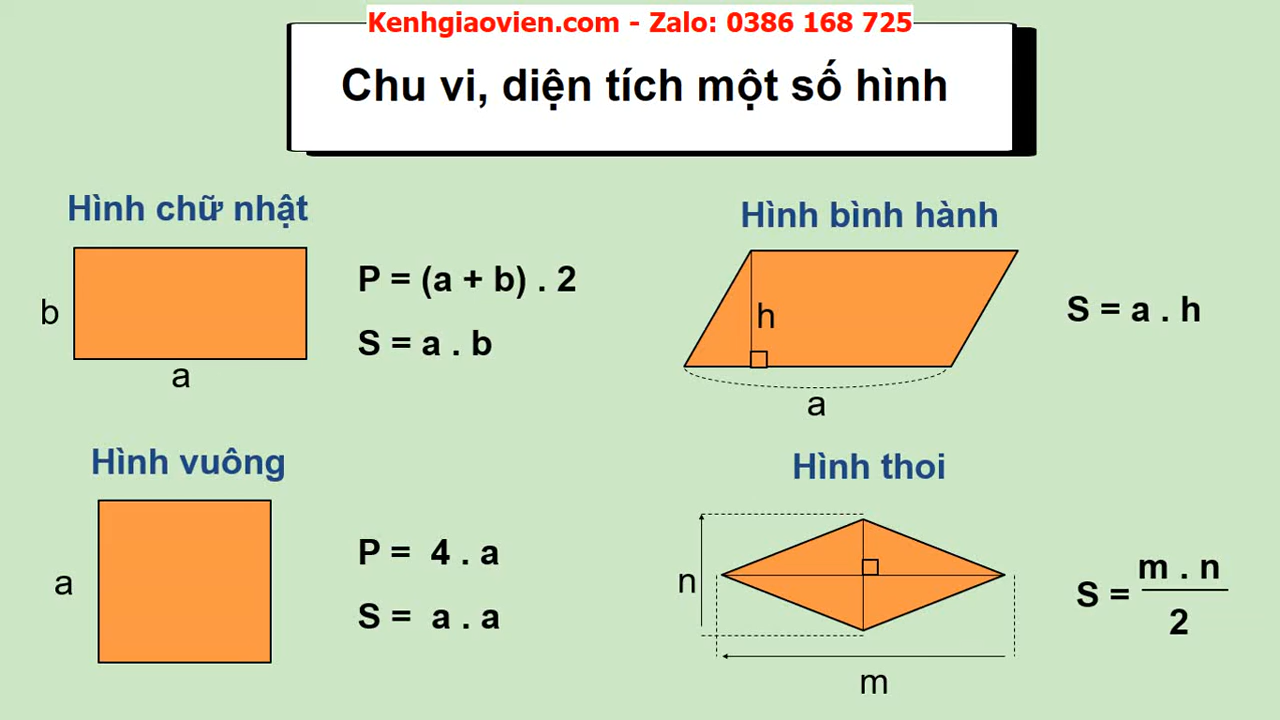 Kenhgiaovien.com - Zalo: 0386 168 725
Chu vi, diện tích một số hình
Hình chữ nhật
b
a
P = (a + b) . 2
S = a . b
Hình bình hành
h
a
S = a . h
Hình vuông
a
P = 4 . a
S = a . a
Hình thoi
n
m
S = m . n
2